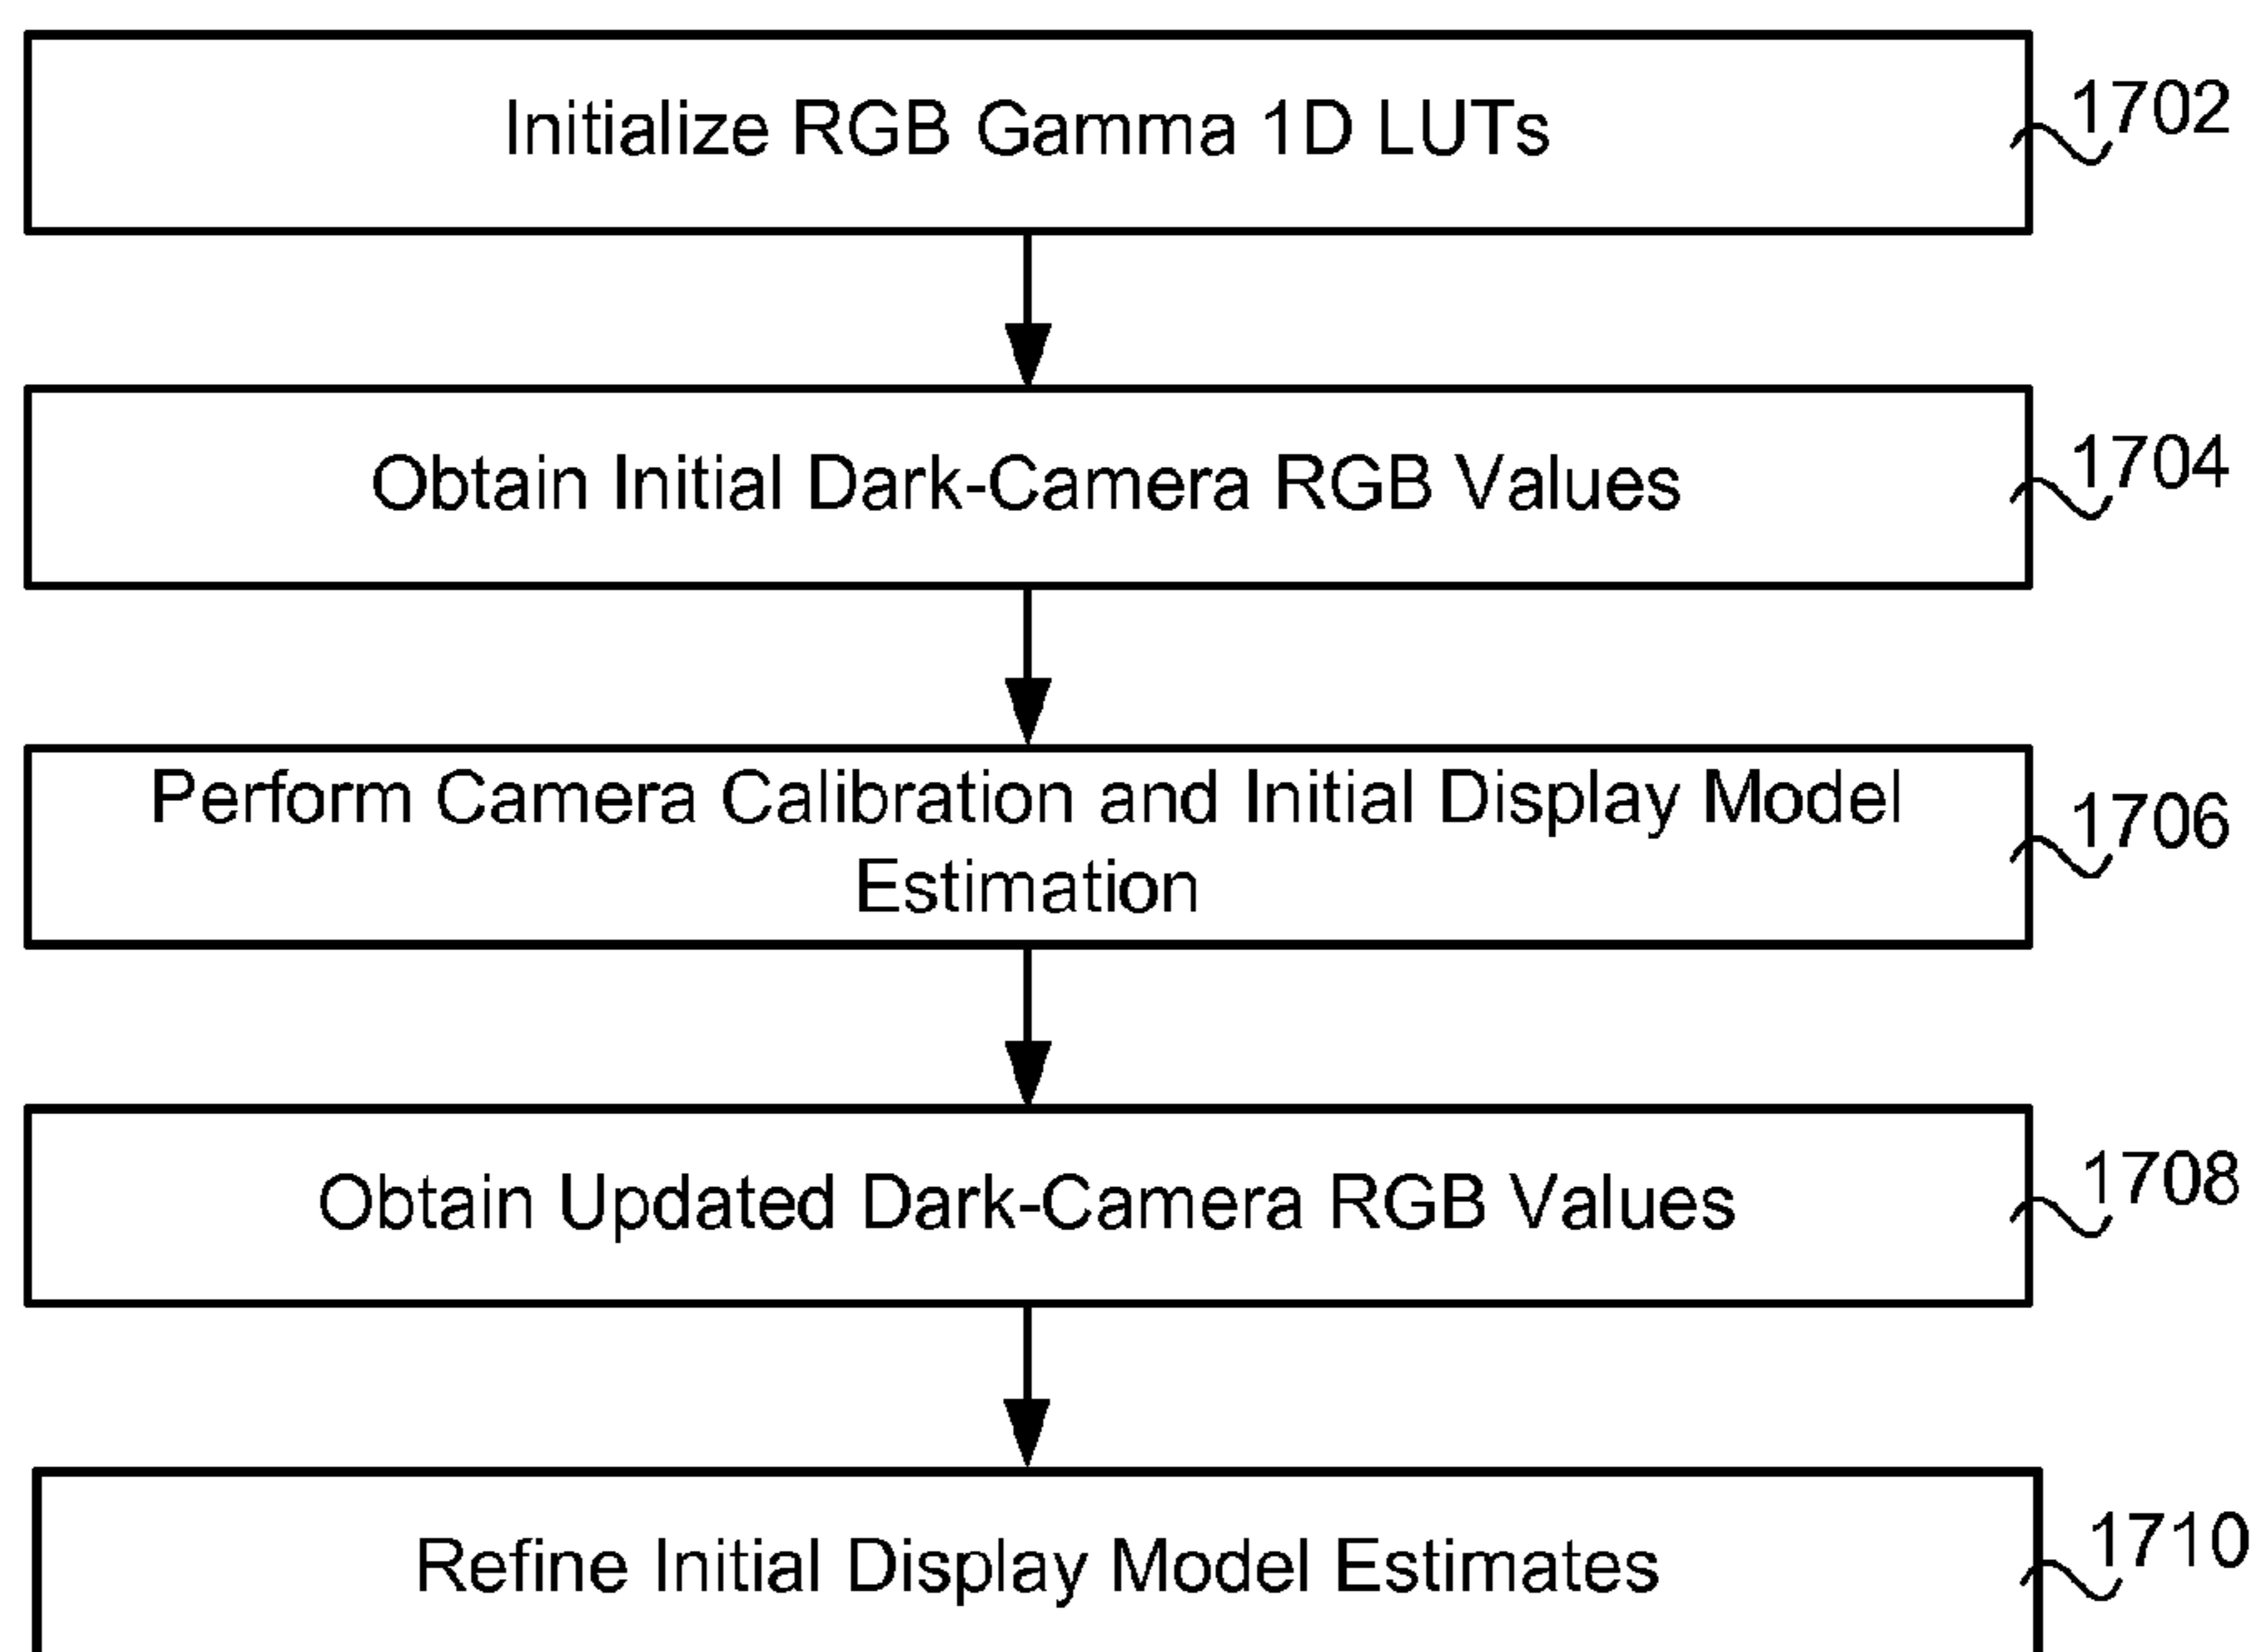 Initialize RGB Gamma 1D LUTs
1702
Obtain Initial Dark-Camera RGB Values
1704
Perform Camera Calibration and Initial Display Model
Estimation
1706
Obtain Updated Dark-Camera RGB Values
1708
Refine Initial Display Model Estimates
1710